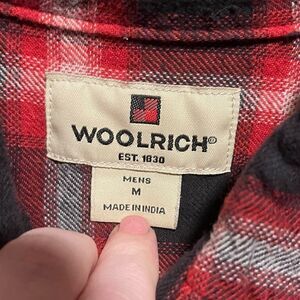 WOOLRICH®
EST. 1830
MENS
M
MADE IN INDIA